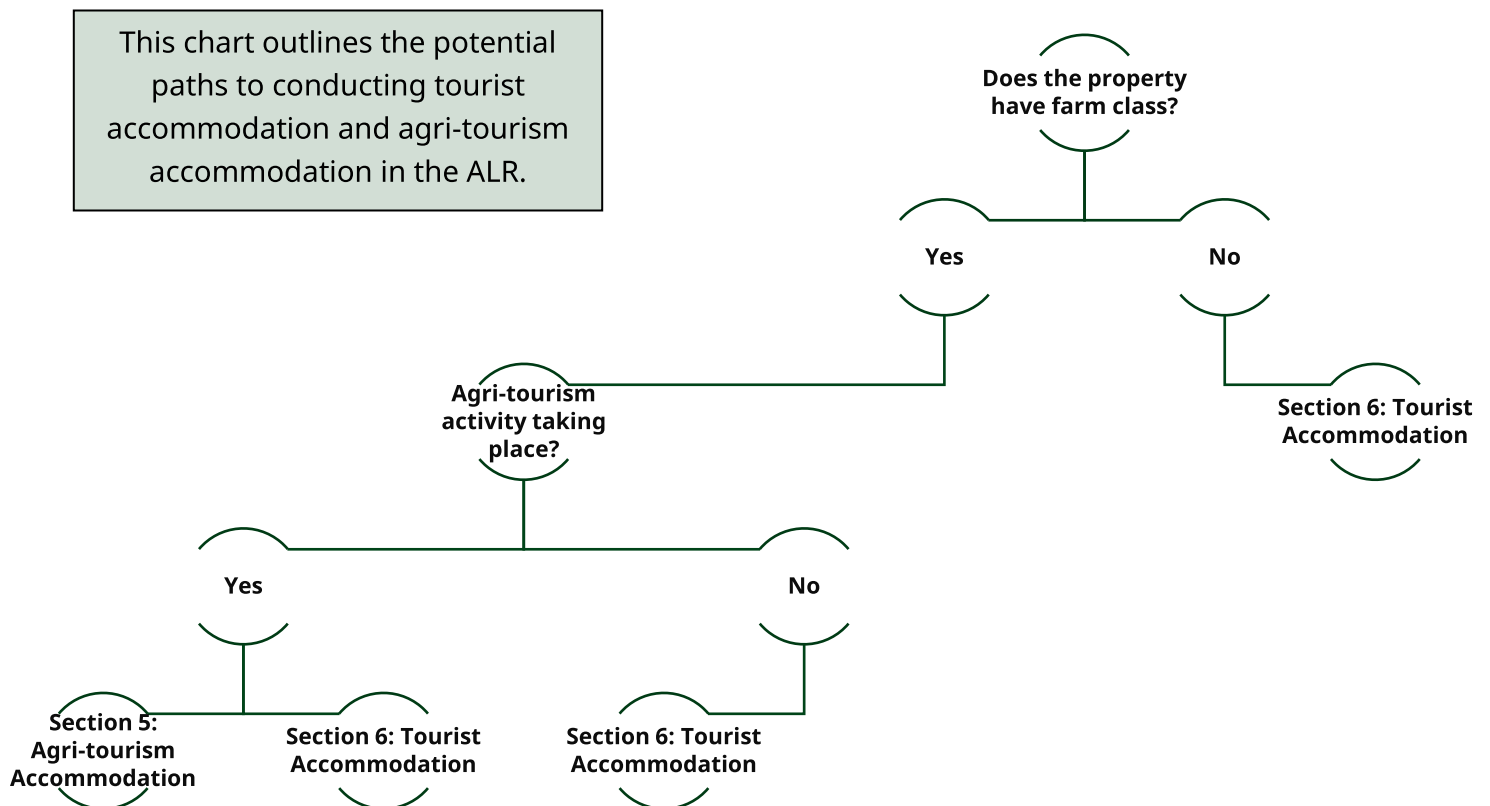 This chart outlines the potential
paths to conducting tourist
accommodation and agri-tourism
accommodation in the ALR.
Does the property
have farm class?
Yes
No
Agri-tourism
activity taking
place?
Section 6: Tourist
Accommodation
Yes
No
Section 5:
Agri-tourism
Accommodation
Section 6: Tourist
Accommodation
Section 6: Tourist
Accommodation